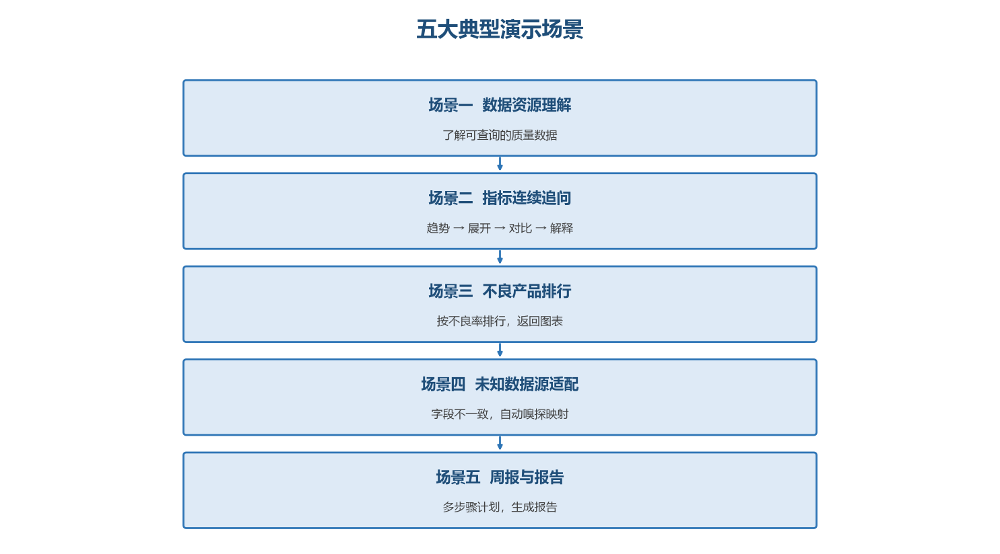 五大典型演示场景
场景一 数据资源理解
了解可查询的质量数据
场景二 指标连续追问
趋势 → 展开 → 对比 → 解释
场景三 不良产品排行
按不良率排行，返回图表
场景四 未知数据源适配
字段不一致，自动嗅探映射
场景五 周报与报告
多步骤计划，生成报告